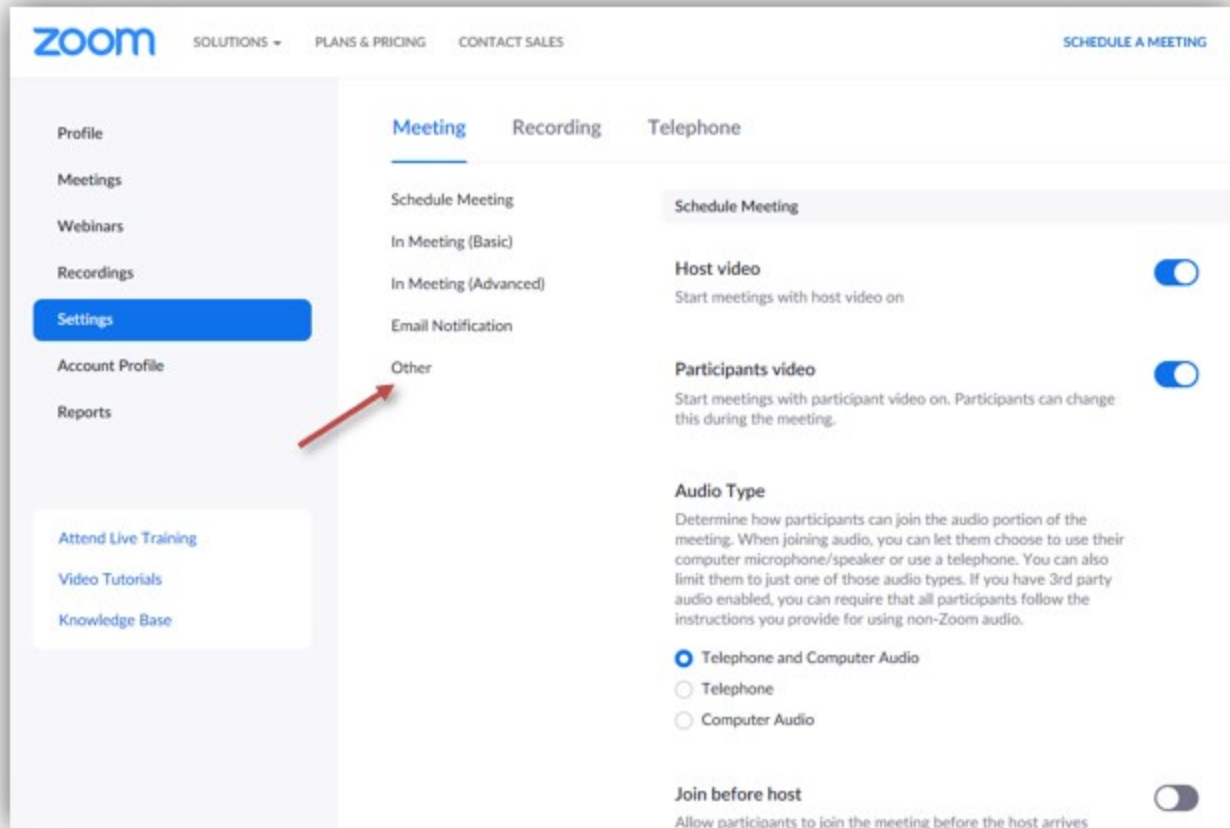 zoom SOLUTIONS PLANS & PRICING CONTACT SALES SCHEDULE A MEETING
Profile
Meetings
Webinars
Recordings
Settings
Account Profile
Reports
Attend Live Training
Video Tutorials
Knowledge Base
Meeting Recording Telephone
Schedule Meeting
In Meeting (Basic)
In Meeting (Advanced)
Email Notification
Other
Schedule Meeting
Host video
Start meetings with host video on
Participants video
Start meetings with participant video on. Participants can change
this during the meeting.
Audio Type
Determine how participants can join the audio portion of the
meeting. When joining audio, you can let them choose to use their
computer microphone/speaker or use a telephone. You can also
limit them to just one of those audio types. If you have 3rd party
audio enabled, you can require that all participants follow the
instructions you provide for using non-Zoom audio.
Telephone and Computer Audio
Telephone
Computer Audio
Join before host
Allow participants to join the meeting before the host arrives